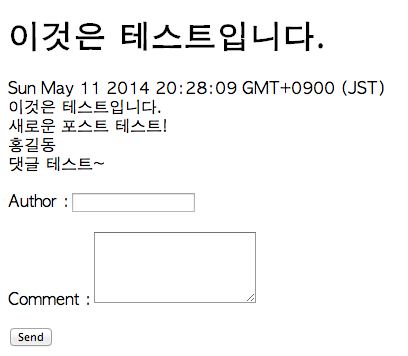 이것은 테스트입니다.
Sun May 11 2014 20:28:09 GMT+0900 (JST)
이것은 테스트입니다.
새로운 포스트 테스트!
홍길동
댓글 테스트~
Author :
Comment :
Send